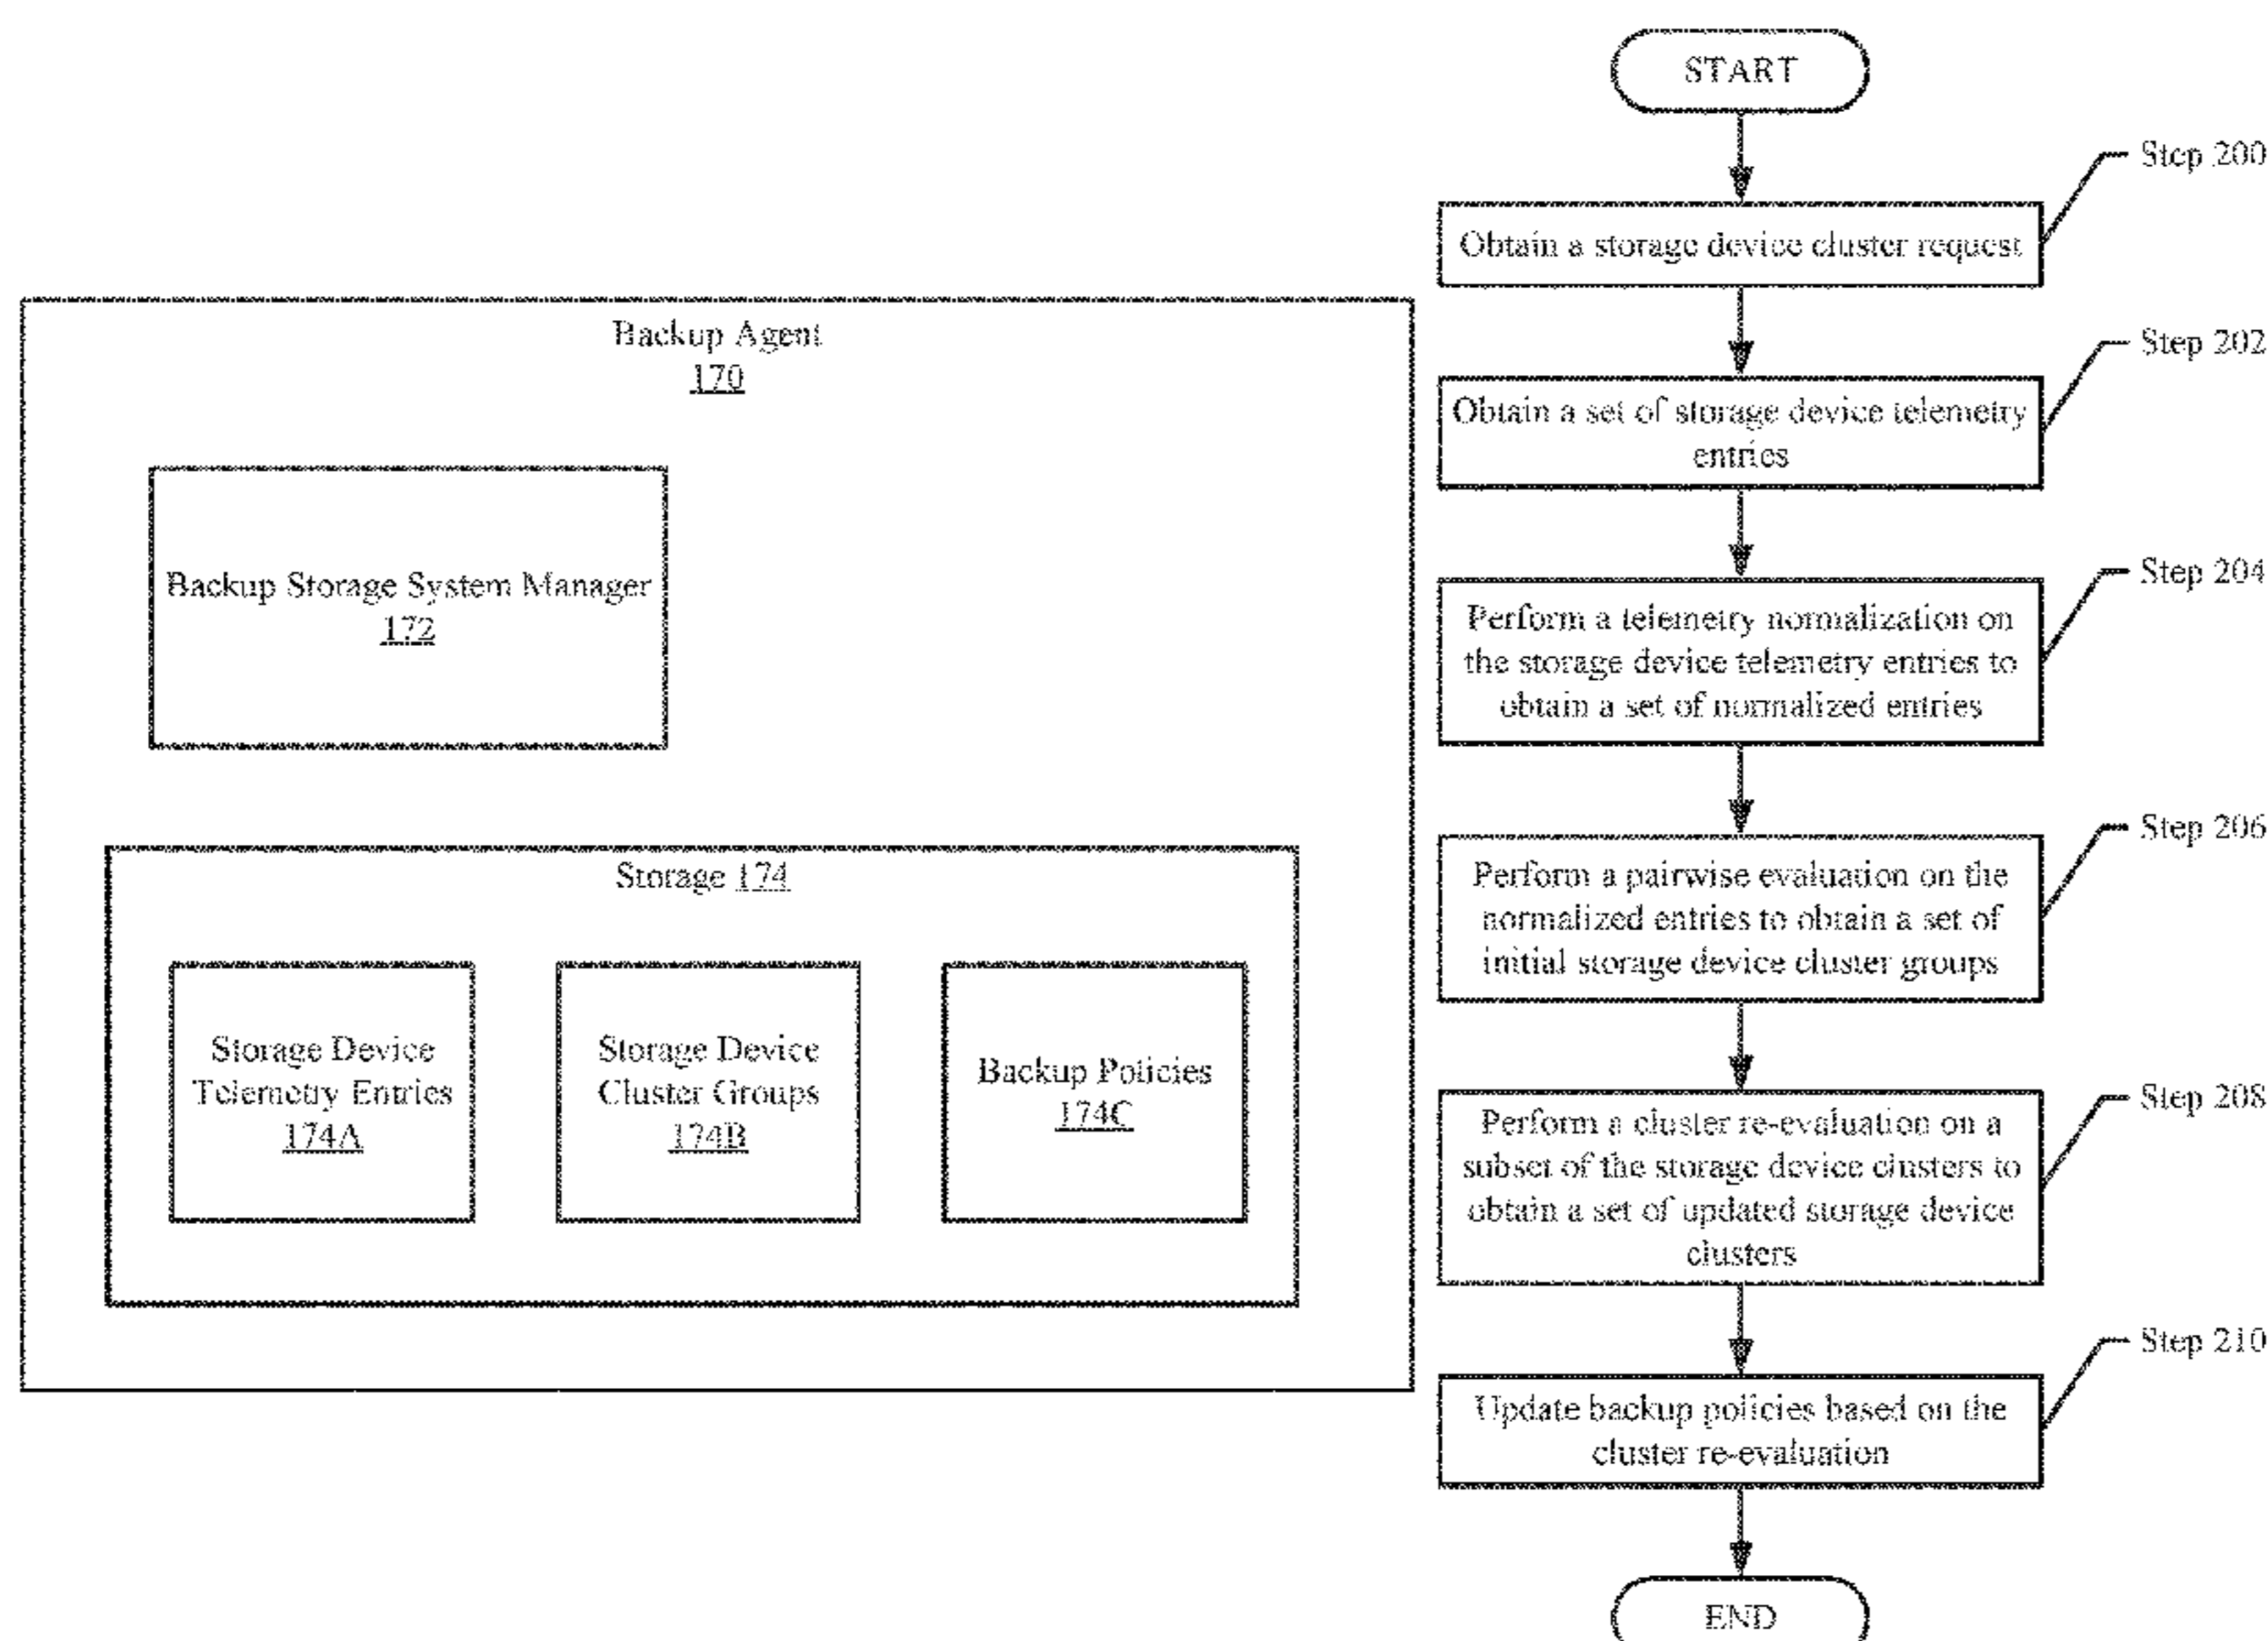 Backup Agent
170
Backup Storage System Manager
172
Storage 174
Storage Device
Telemetry Entries
174A
Storage Device
Cluster Groups
174B
Backup Policies
174C
START
Step 200
Obtain a storage device cluster request
Step 202
Obtain a set of storage device telemetry
entries
Step 204
Perform a telemetry normalization on
the storage device telemetry entries to
obtain a set of normalized entries
Step 206
Perform a pairwise evaluation on the
normalized entries to obtain a set of
initial storage device cluster groups
Step 208
Perform a cluster re-evaluation on a
subset of the storage device clusters to
obtain a set of updated storage device
clusters
Step 210
Update backup policies based on the
cluster re-evaluation
END